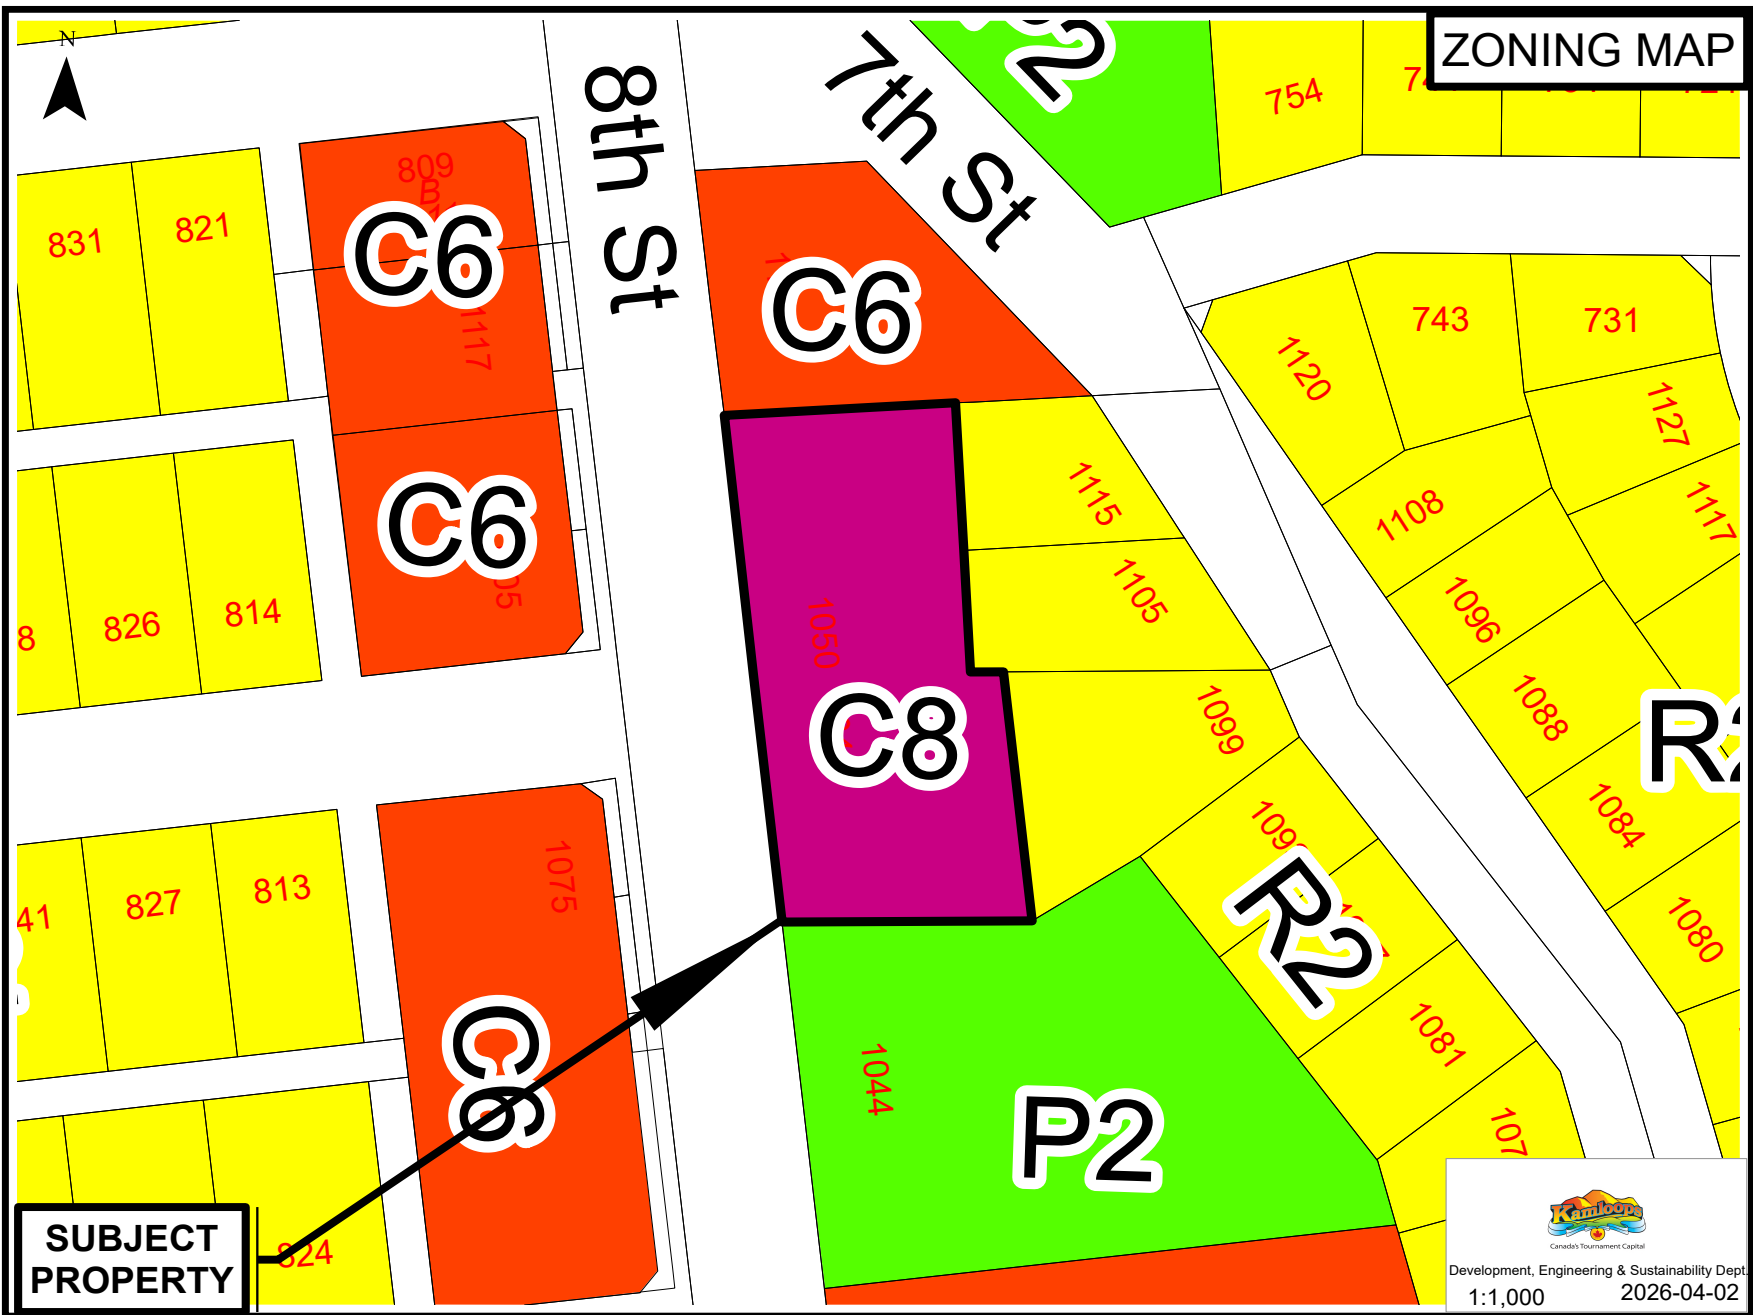 ZONING MAP
N
8th St
7th St
754
831
821
809
B
C6
1117
C6
743
731
1120
1127
C6
826
814
1115
1108
1117
1105
1096
1050
C8
1099
1088
1084
827
813
1075
R2
1080
C6
1044
1081
P2
SUBJECT
PROPERTY
824
Kamloops
Canada's Tournament Capital
Development, Engineering & Sustainability Dept.
1:1,000
2026-04-02